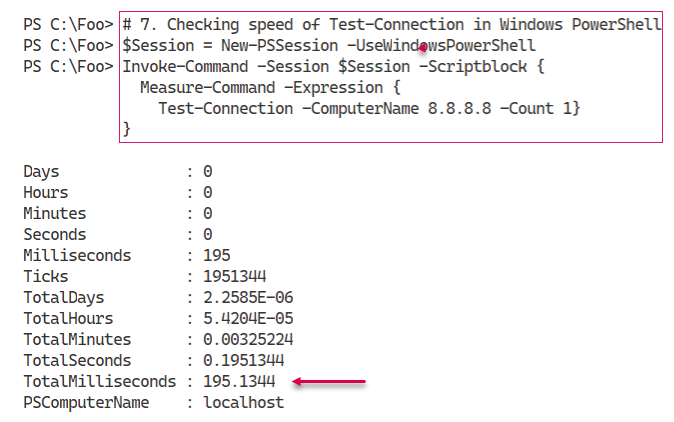 PS C:\Foo> # 7. Checking speed of Test-Connection in Windows PowerShell
PS C:\Foo> $Session = New-PSSession -UseWindowsPowerShell
PS C:\Foo> Invoke-Command -Session $Session -Scriptblock {
Measure-Command -Expression {
Test-Connection -ComputerName 8.8.8.8 -Count 1}
}
Days : 0
Hours : 0
Minutes : 0
Seconds : 0
Milliseconds : 195
Ticks : 1951344
TotalDays : 2.2585E-06
TotalHours : 5.4204E-05
TotalMinutes : 0.00325224
TotalSeconds : 0.1951344
TotalMilliseconds : 195.1344
PSComputerName : localhost